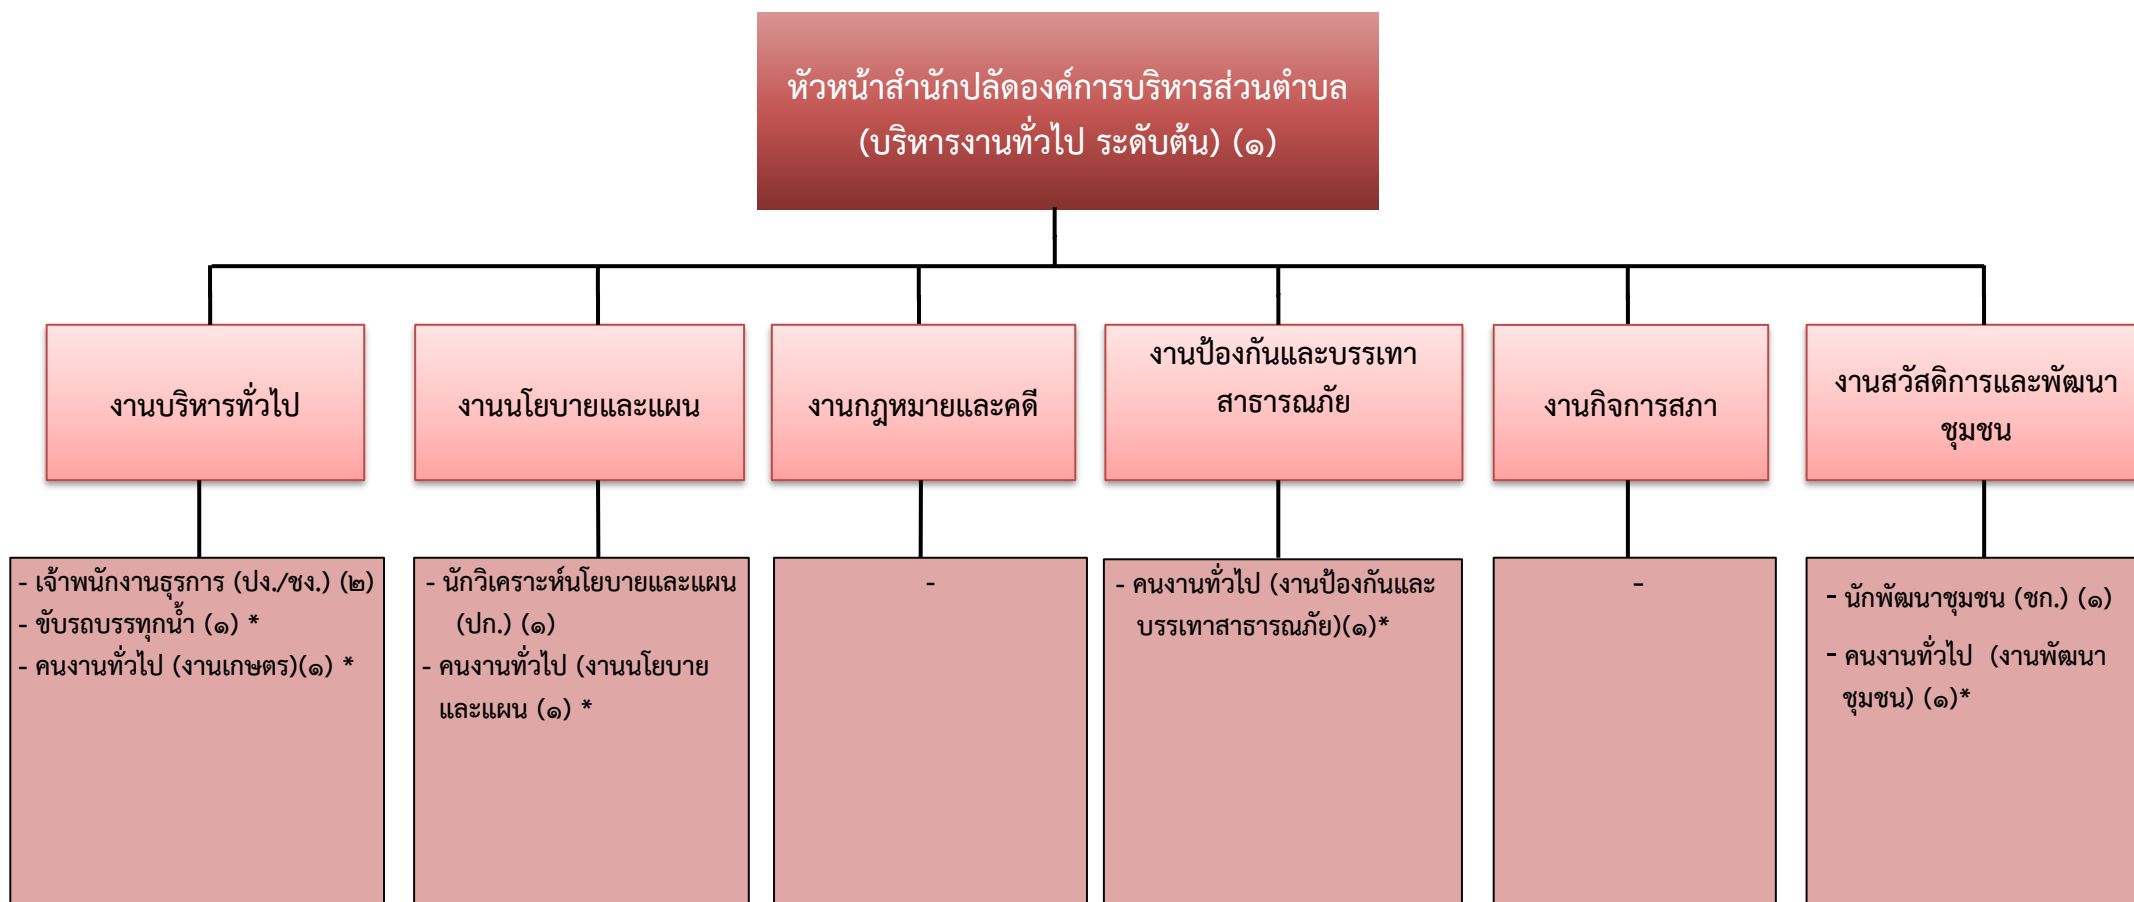 หัวหน้าสำนักปลัดองค์การบริหารส่วนตำบล
(บริหารงานทั่วไป ระดับต้น) (๑)
งานบริหารทั่วไป
งานนโยบายและแผน
งานกฎหมายและคดี
งานป้องกันและบรรเทา
สาธารณภัย
งานกิจการสภา
งานสวัสดิการและพัฒนา
ชุมชน
- เจ้าพนักงานธุรการ (ปง./ชง.) (๒)
- ขับรถบรรทุกน้ำ (๑) *
- คนงานทั่วไป (งานเกษตร)(๑) *
- นักวิเคราะห์นโยบายและแผน
(ปก.) (๑)
- คนงานทั่วไป (งานนโยบาย
และแผน (๑) *
-
- คนงานทั่วไป (งานป้องกันและ
บรรเทาสาธารณภัย)(๑)*
-
- นักพัฒนาชุมชน (ชก.) (๑)
- คนงานทั่วไป (งานพัฒนา
ชุมชน) (๑)*